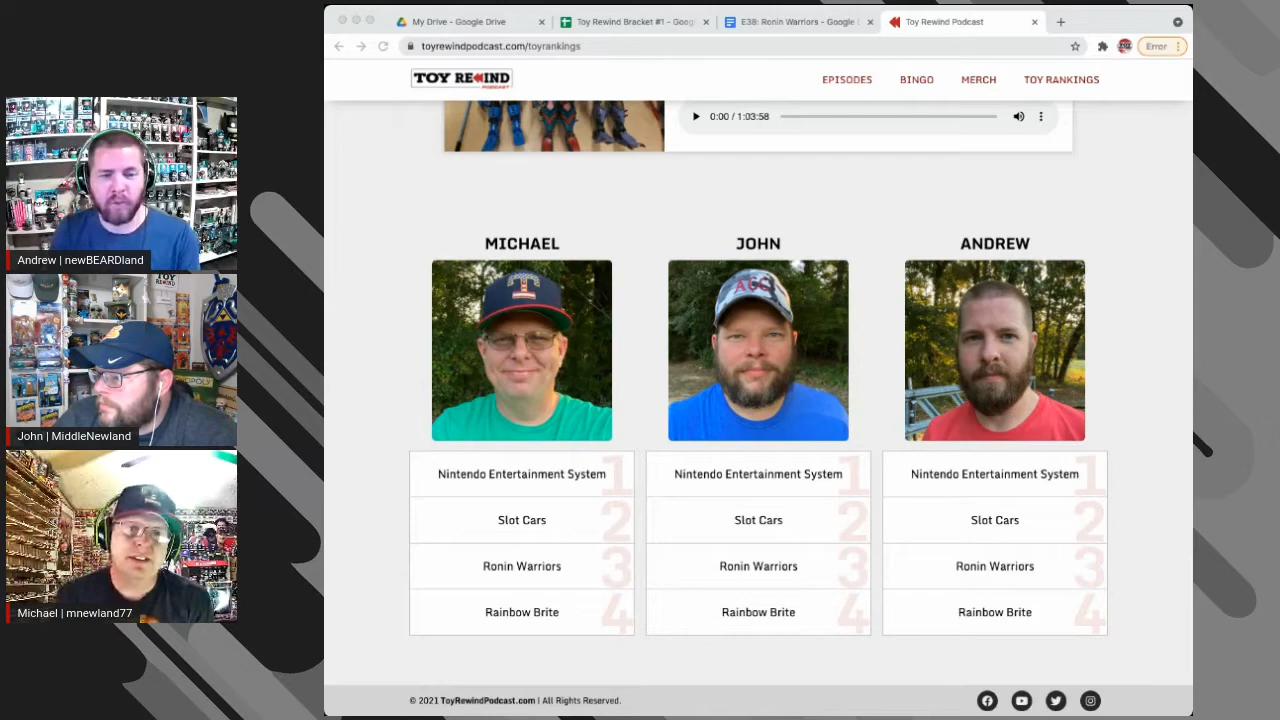 My Drive - Google Drive
Toy Rewind Bracket #1 - Goog
E38: Ronin Warriors - Google
Toy Rewind Podcast
toyrewindpodcast.com/toyrankings
Error
TOY REWIND
PODCAST
EPISODES
BINGO
MERCH
TOY RANKINGS
0:00 / 1:03:58
Andrew | newBEARDland
John | MiddleNewland
Michael | mnewland77
MICHAEL
JOHN
ANDREW
Nintendo Entertainment System 1
Slot Cars 2
Ronin Warriors 3
Rainbow Brite 4
Nintendo Entertainment System 1
Slot Cars 2
Ronin Warriors 3
Rainbow Brite 4
Nintendo Entertainment System 1
Slot Cars 2
Ronin Warriors 3
Rainbow Brite 4
© 2021 ToyRewindPodcast.com | All Rights Reserved.